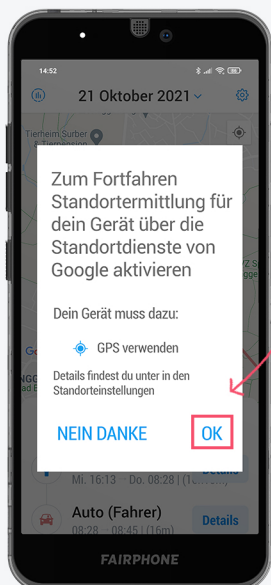 14:52
21 Oktober 2021
Tierheim Surber
& Tierpension
Zum Fortfahren
Standortermittlung für
dein Gerät über die
Standortdienste von
Google aktivieren
Dein Gerät muss dazu:
GPS verwenden
Details findest du unter in den
Standorteinstellungen
NEIN DANKE
OK
Mi. 16:13 - Do. 08:28
Details
Auto (Fahrer)
08:28 - 08:45 (16m)
Details
FAIRPHONE